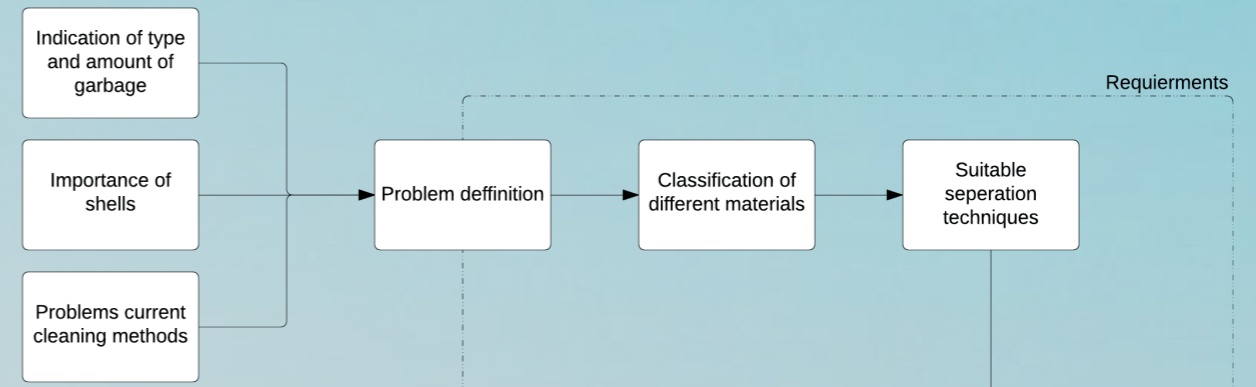 Indication of type
and amount of
garbage
Requierments
Importance of
shells
Problem deffinition
Classification of
different materials
Suitable
seperation
techniques
Problems current
cleaning methods